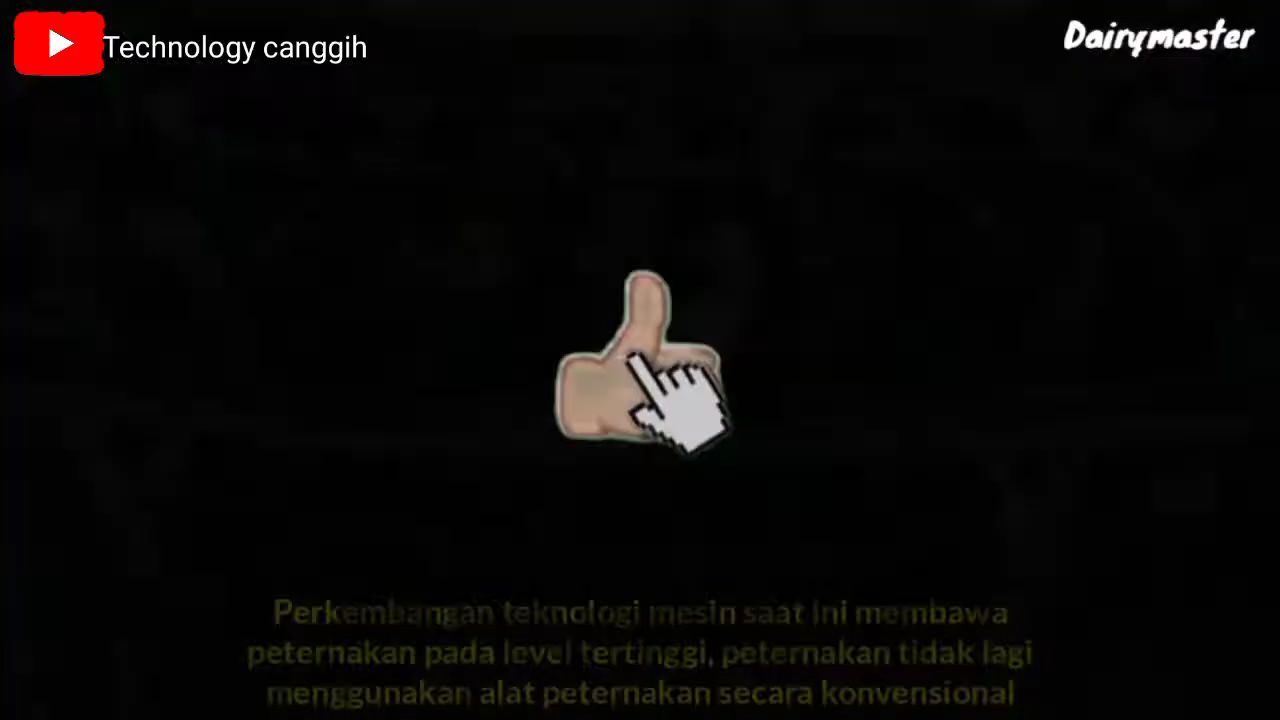 Technology canggih
Dairymaster
Perkembangan teknologi mesin saat ini membawa
peternakan pada level tertinggi, peternakan tidak lagi
menggunakan alat peternakan secara konvensional